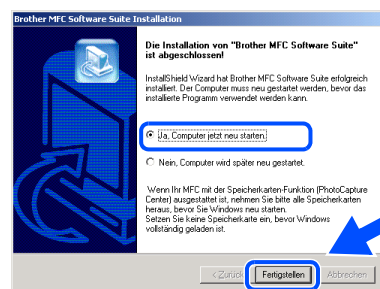 Brother MFC Software Suite Installation
Die Installation von "Brother MFC Software Suite"
ist abgeschlossen!
InstallShield Wizard hat Brother MFC Software Suite erfolgreich
installiert. Der Computer muss neu gestartet werden, bevor das
installierte Programm verwendet werden kann.
Ja, Computer jetzt neu starten.
Nein, Computer wird später neu gestartet.
Wenn Ihr MFC mit der Speicherkarten-Funktion (PhotoCapture
Center) ausgestattet ist, nehmen Sie bitte alle Speicherkarten
heraus, bevor Sie Windows neu starten.
Setzen Sie keine Speicherkate ein, bevor Windows
vollständig geladen ist.
< Zurück Fertigstellen Abbrechen